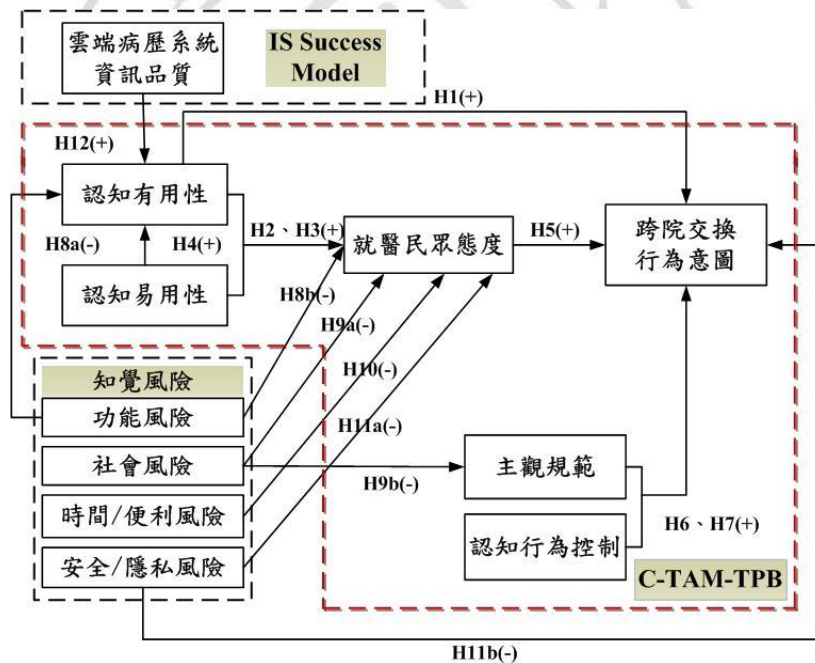 雲端病歷系統
資訊品質
IS Success
Model
H1(+)
H12(+)
認知有用性
H8a(-)
H4(+)
H2、H3(+)
就醫民眾態度
H5(+)
跨院交換
行為意圖
認知易用性
H8b(-)
H9a(-)
知覺風險
H10(-)
功能風險
H11a(-)
社會風險
H9b(-)
主觀規範
時間/便利風險
H6、H7(+)
認知行為控制
安全/隱私風險
C-TAM-TPB
H11b(-)